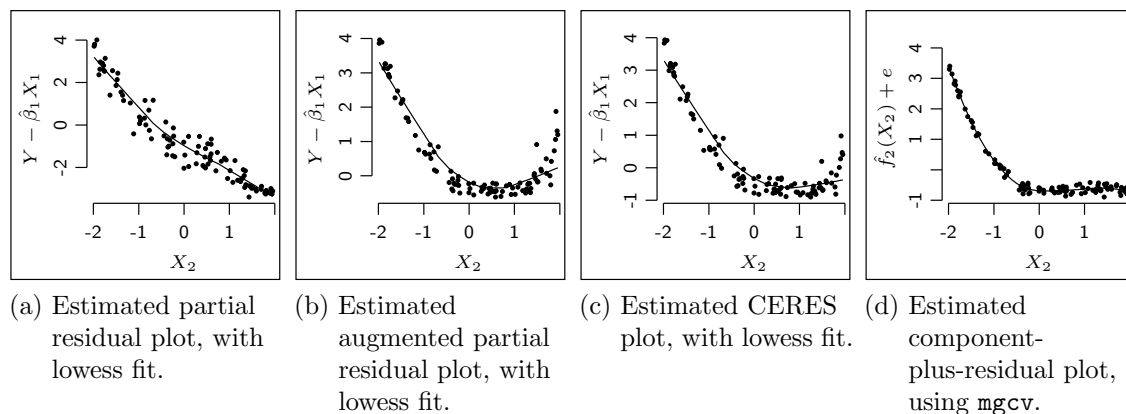 Y − β̂₁X₁
4
2
0
-2
-2 -1 0 1
X₂
(a) Estimated partial
residual plot, with
lowess fit.
Y − β̂₁X₁
4
3
2
1
0
-2 -1 0 1
X₂
(b) Estimated
augmented partial
residual plot, with
lowess fit.
Y − β̂₁X₁
4
3
2
1
0
-1
-2 -1 0 1
X₂
(c) Estimated CERES
plot, with lowess fit.
f̂₂(X₂) + e
4
3
2
1
-1
-2 -1 0 1
X₂
(d) Estimated
component-
plus-residual plot,
using mgcv.